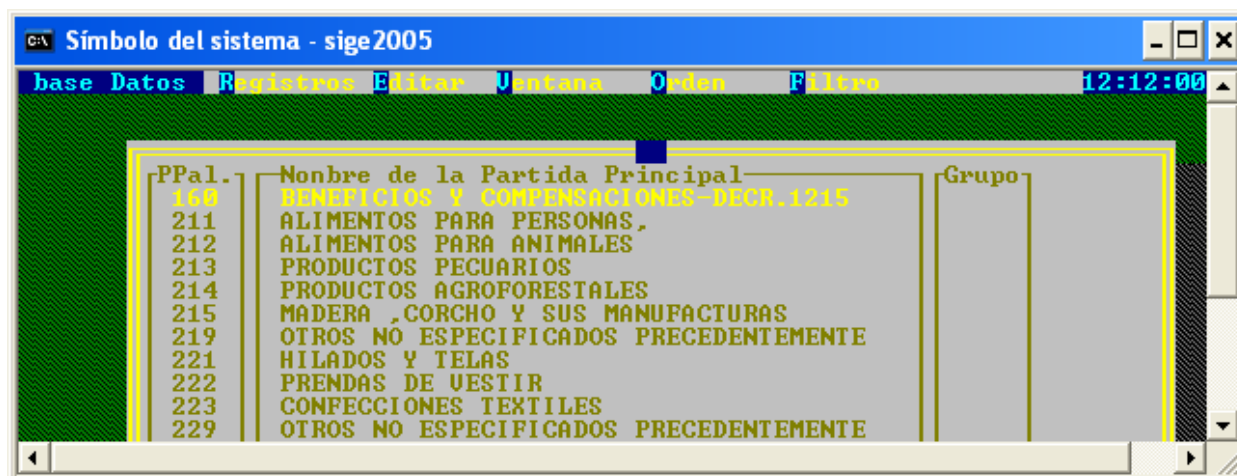 Símbolo del sistema - sige2005
base Datos Registros Editar Ventana Orden Filtro 12:12:00
PPal. Nonbre de la Partida Principal Grupo
160 BENEFICIOS Y COMPENSACIONES-DECR.1215
211 ALIMENTOS PARA PERSONAS,
212 ALIMENTOS PARA ANIMALES
213 PRODUCTOS PECUARIOS
214 PRODUCTOS AGROFORESTALES
215 MADERA ,CORCHO Y SUS MANUFACTURAS
219 OTROS NO ESPECIFICADOS PRECEDENTEMENTE
221 HILADOS Y TELAS
222 PRENDAS DE VESTIR
223 CONFECCIONES TEXTILES
229 OTROS NO ESPECIFICADOS PRECEDENTEMENTE